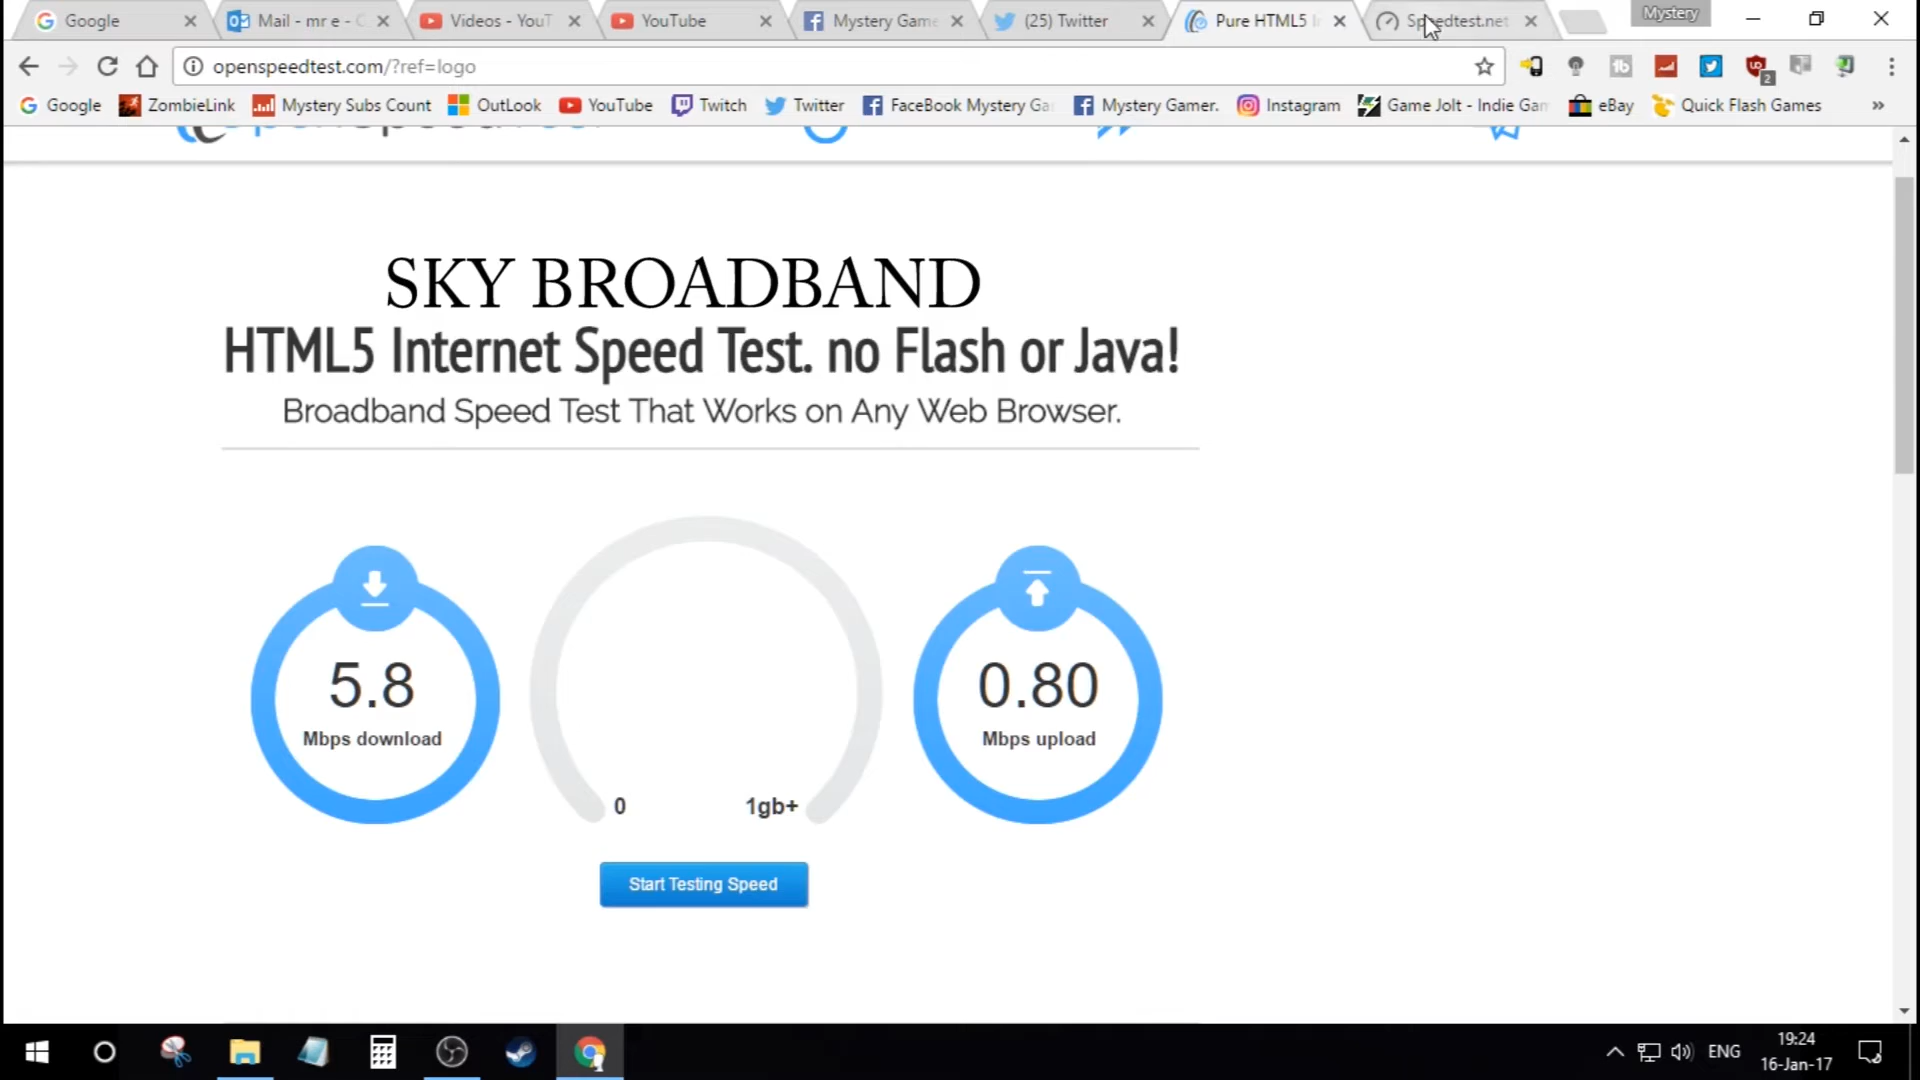 Google
Mail - mr e - O
Videos - YouT
YouTube
Mystery Game
(25) Twitter
Pure HTML5 I
Speedtest.net
Mystery
openspeedtest.com/?ref=logo
2
Google
ZombieLink
Mystery Subs Count
OutLook
YouTube
Twitch
Twitter
FaceBook Mystery Ga
Mystery Gamer.
Instagram
Game Jolt - Indie Gam
eBay
Quick Flash Games
»
SKY BROADBAND
HTML5 Internet Speed Test. no Flash or Java!
Broadband Speed Test That Works on Any Web Browser.
5.8
Mbps download
0
1gb+
0.80
Mbps upload
Start Testing Speed
ENG
19:24
16-Jan-17